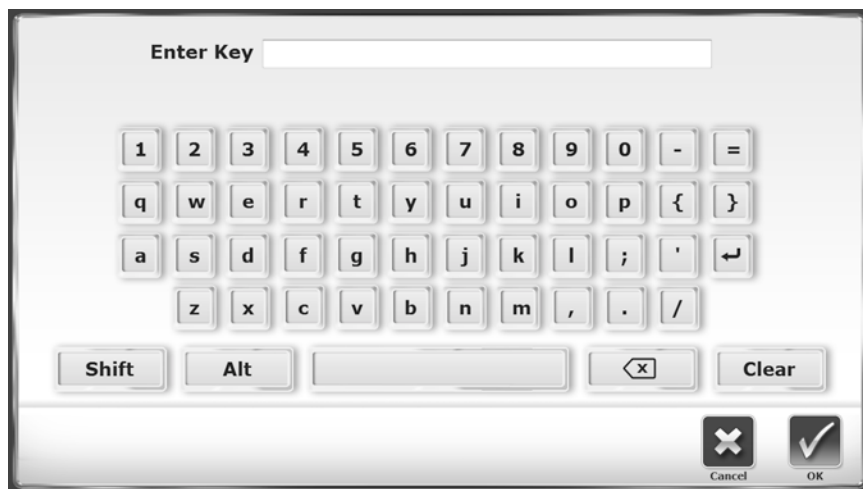 Enter Key
1 2 3 4 5 6 7 8 9 0 - =
q w e r t y u i o p { }
a s d f g h j k l ; '
z x c v b n m , . /
Shift Alt Clear
Cancel OK